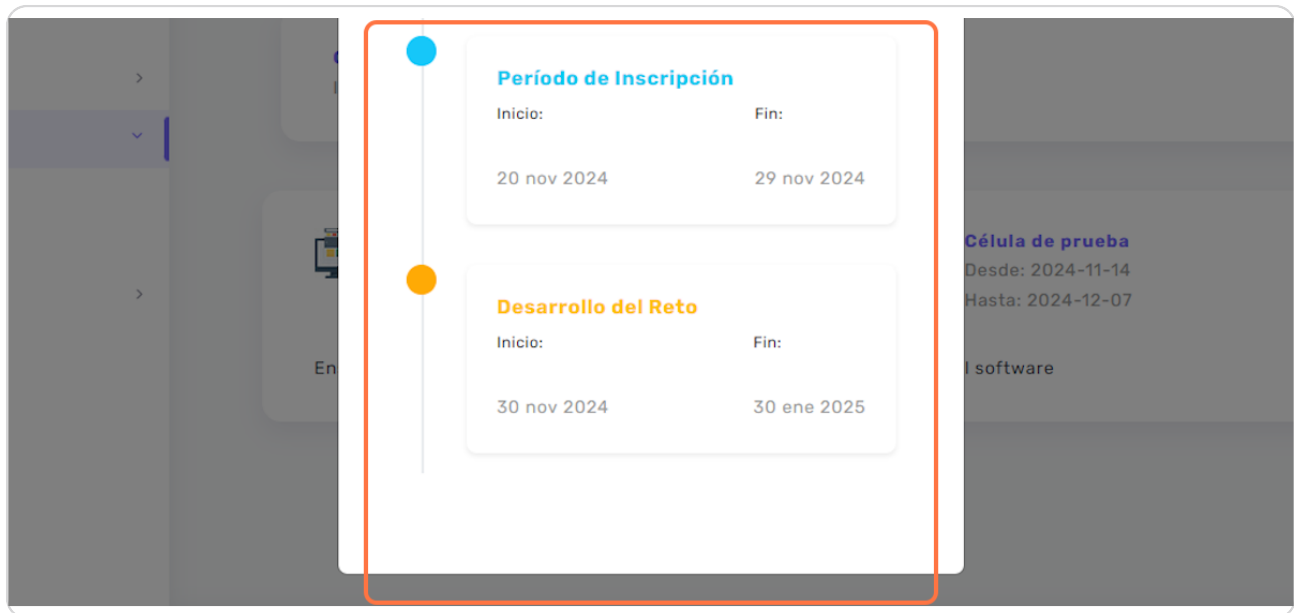 Período de Inscripción
Inicio: Fin:
20 nov 2024 29 nov 2024
Desarrollo del Reto
Inicio: Fin:
30 nov 2024 30 ene 2025
Célula de prueba
Desde: 2024-11-14
Hasta: 2024-12-07
En
l software